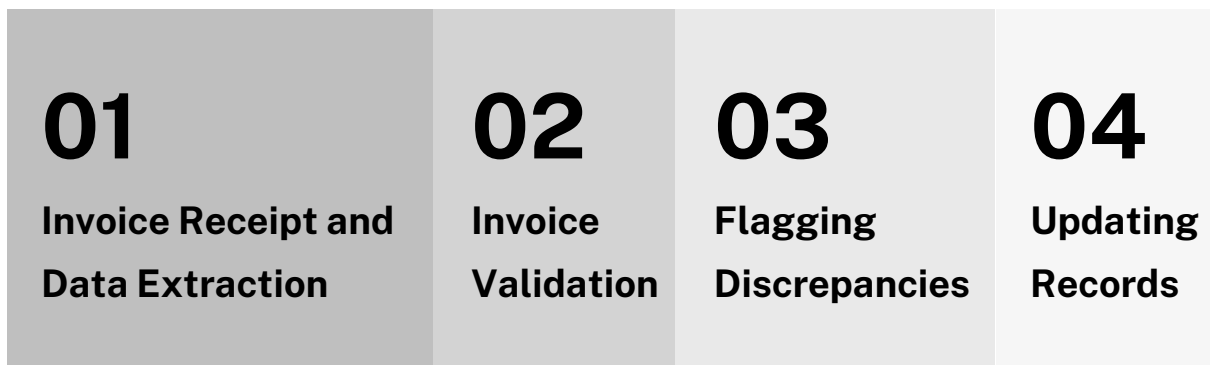 01
Invoice Receipt and
Data Extraction
02
Invoice
Validation
03
Flagging
Discrepancies
04
Updating
Records